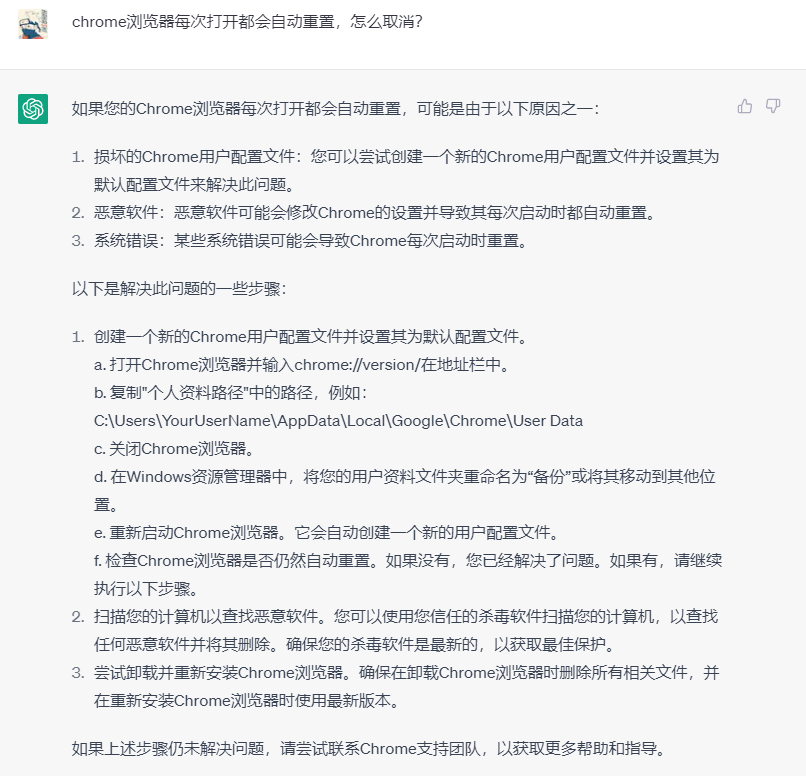 chrome浏览器每次打开都会自动重置，怎么取消？
如果您的Chrome浏览器每次打开都会自动重置，可能是由于以下原因之一：
1. 损坏的Chrome用户配置文件：您可以尝试创建一个新的Chrome用户配置文件并设置其为
默认配置文件来解决此问题。
2. 恶意软件：恶意软件可能会修改Chrome的设置并导致其每次启动时都自动重置。
3. 系统错误：某些系统错误可能会导致Chrome每次启动时重置。
以下是解决此问题的一些步骤：
1. 创建一个新的Chrome用户配置文件并设置其为默认配置文件。
a. 打开Chrome浏览器并输入chrome://version/在地址栏中。
b. 复制"个人资料路径"中的路径，例如：
C:\Users\YourUserName\AppData\Local\Google\Chrome\User Data
c. 关闭Chrome浏览器。
d. 在Windows资源管理器中，将您的用户资料文件夹重命名为“备份”或将其移动到其他位
置。
e. 重新启动Chrome浏览器。它会自动创建一个新的用户配置文件。
f. 检查Chrome浏览器是否仍然自动重置。如果没有，您已经解决了问题。如果有，请继续
执行以下步骤。
2. 扫描您的计算机以查找恶意软件。您可以使用您信任的杀毒软件扫描您的计算机，以查找
任何恶意软件并将其删除。确保您的杀毒软件是最新的，以获取最佳保护。
3. 尝试卸载并重新安装Chrome浏览器。确保在卸载Chrome浏览器时删除所有相关文件，并
在重新安装Chrome浏览器时使用最新版本。
如果上述步骤仍未解决问题，请尝试联系Chrome支持团队，以获取更多帮助和指导。